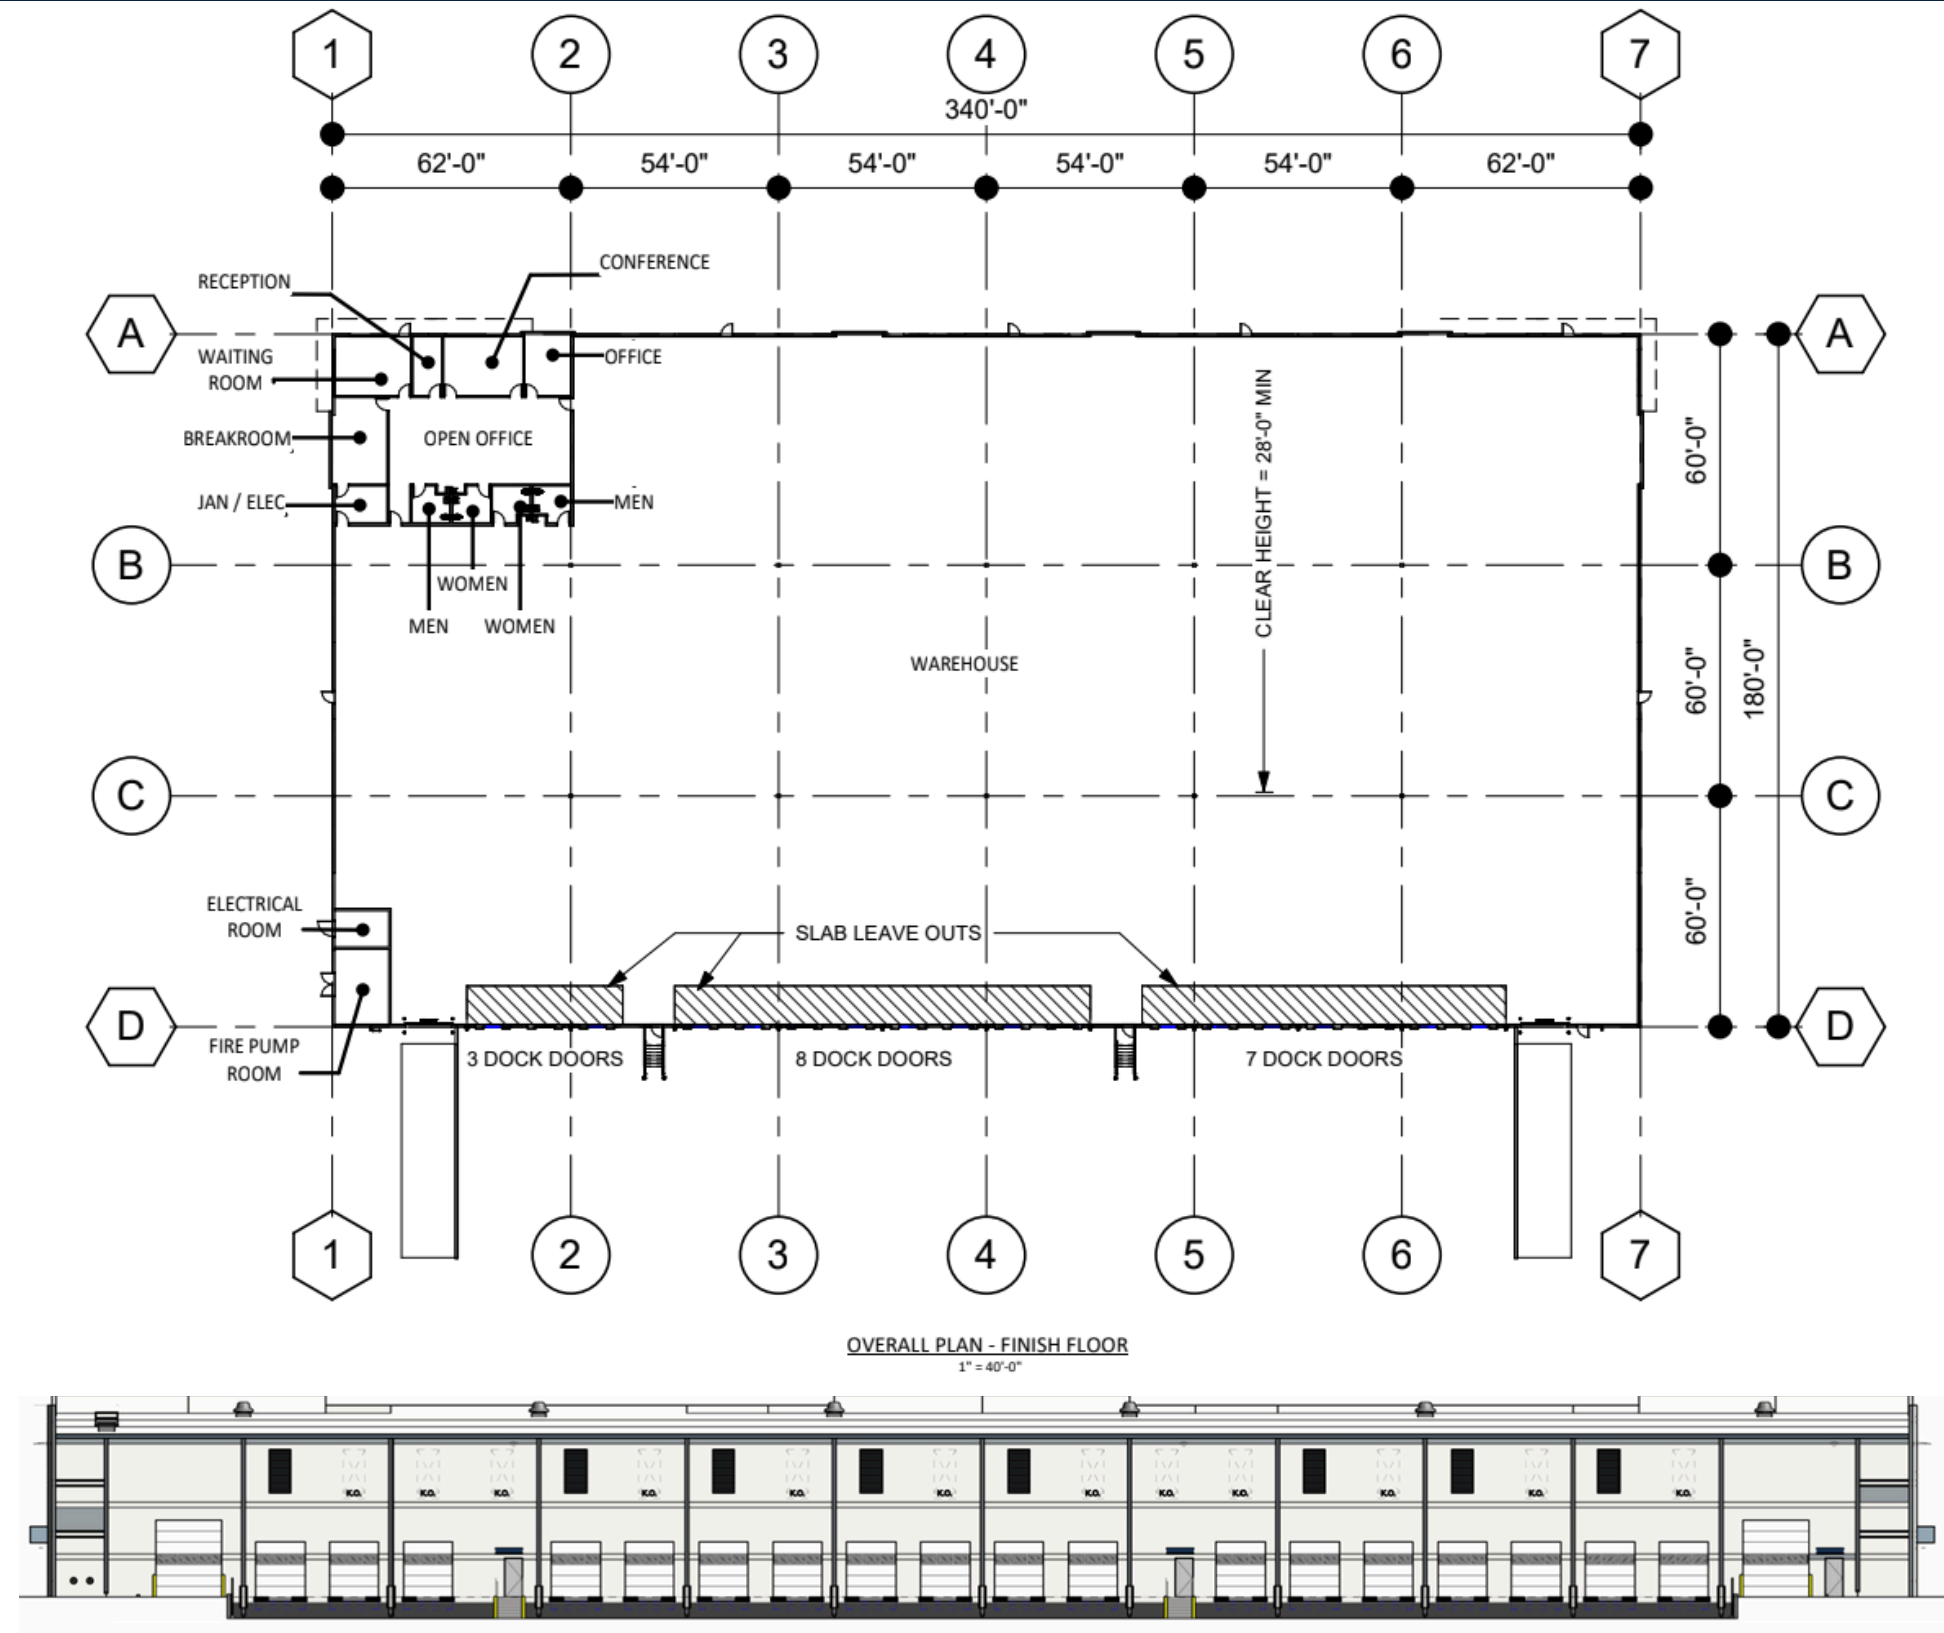 1 2 3 4 5 6 7
340'-0"
62'-0" 54'-0" 54'-0" 54'-0" 54'-0" 62'-0"
CONFERENCE
RECEPTION
A A
WAITING
ROOM
OFFICE
BREAKROOM
OPEN OFFICE
JAN / ELEC
MEN
CLEAR HEIGHT = 28'-0" MIN
60'-0"
B B
WOMEN
MEN
WOMEN
WAREHOUSE
60'-0"
180'-0"
C C
ELECTRICAL
ROOM
SLAB LEAVE OUTS
60'-0"
D D
FIRE PUMP
ROOM
3 DOCK DOORS
8 DOCK DOORS
7 DOCK DOORS
1 2 3 4 5 6 7
OVERALL PLAN - FINISH FLOOR
1" = 40'-0"
K.O. K.O. K.O. K.O. K.O. K.O. K.O. K.O. K.O. K.O. K.O.